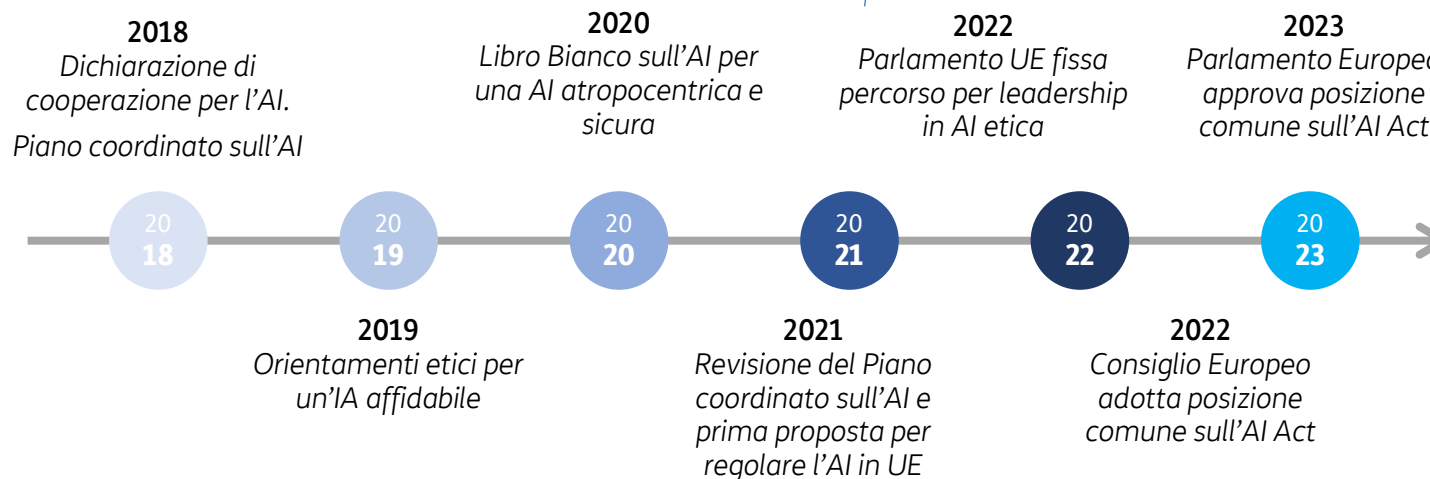 2018
Dichiarazione di
cooperazione per l’AI.
Piano coordinato sull’AI
2020
Libro Bianco sull’AI per
una AI atropocentrica e
sicura
2022
Parlamento UE fissa
percorso per leadership
in AI etica
2023
Parlamento Europeo
approva posizione
comune sull’AI Act
20
18
20
19
20
20
20
21
20
22
20
23
2019
Orientamenti etici per
un’IA affidabile
2021
Revisione del Piano
coordinato sull’AI e
prima proposta per
regolare l’AI in UE
2022
Consiglio Europeo
adotta posizione
comune sull’AI Act